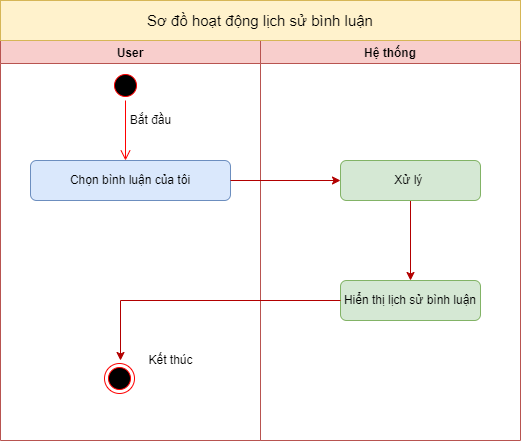 Sơ đồ hoạt động lịch sử bình luận
User
Hệ thống
Bắt đầu
Chọn bình luận của tôi
Xử lý
Hiển thị lịch sử bình luận
Kết thúc